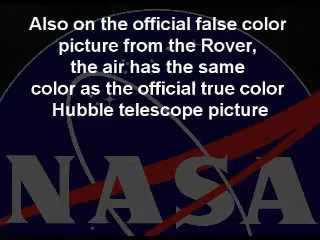 Also on the official false color
picture from the Rover,
the air has the same
color as the official true color
Hubble telescope picture
NASA